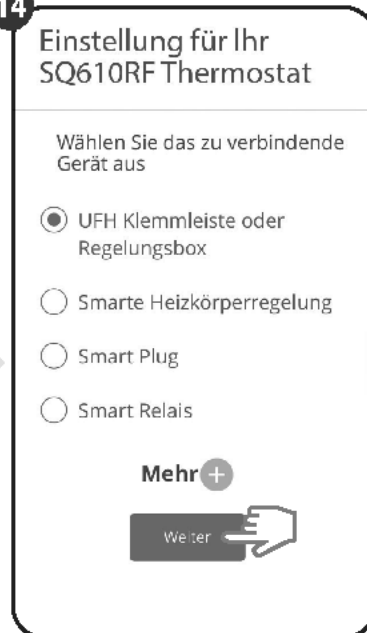 14
Einstellung für Ihr
SQ610RF Thermostat
Wählen Sie das zu verbindende
Gerät aus
UFH Klemmleiste oder
Regelungsbox
Smarte Heizkörperregelung
Smart Plug
Smart Relais
Mehr +
Weiter